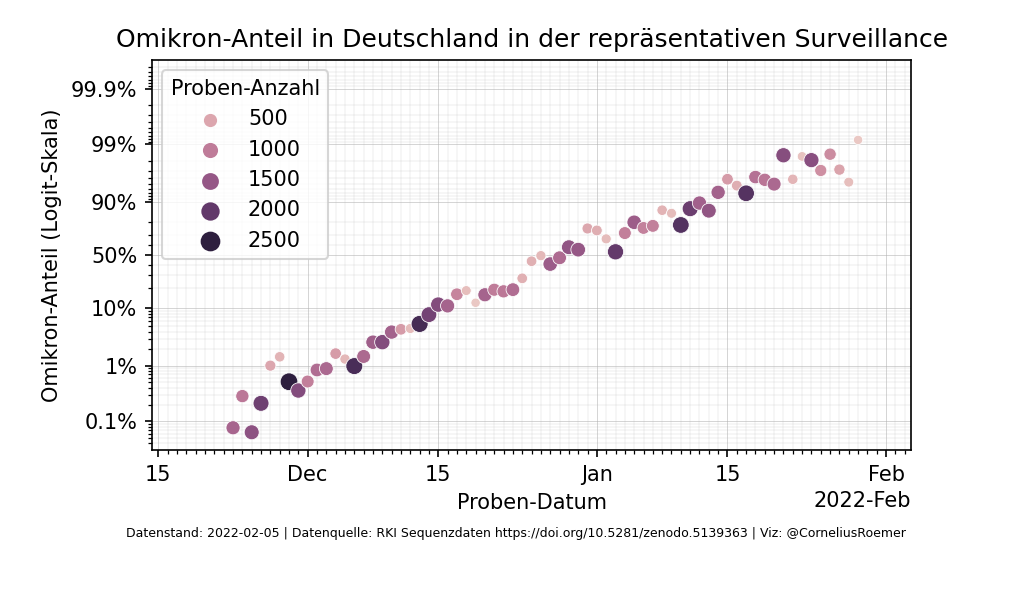 Omikron-Anteil in Deutschland in der repräsentativen Surveillance
Omikron-Anteil (Logit-Skala)
99.9%
99%
90%
50%
10%
1%
0.1%
Proben-Anzahl
500
1000
1500
2000
2500
15 Dec 15 Jan 15 Feb
Proben-Datum
2022-Feb
Datenstand: 2022-02-05 | Datenquelle: RKI Sequenzdaten https://doi.org/10.5281/zenodo.5139363 | Viz: @CorneliusRoemer